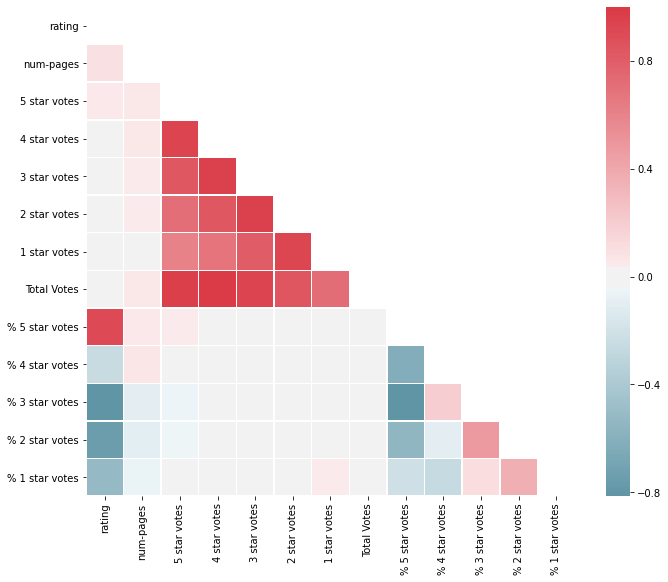 rating
num-pages
5 star votes
4 star votes
3 star votes
2 star votes
1 star votes
Total Votes
% 5 star votes
% 4 star votes
% 3 star votes
% 2 star votes
% 1 star votes
rating
num-pages
5 star votes
4 star votes
3 star votes
2 star votes
1 star votes
Total Votes
% 5 star votes
% 4 star votes
% 3 star votes
% 2 star votes
% 1 star votes
0.8
0.4
0.0
−0.4
−0.8